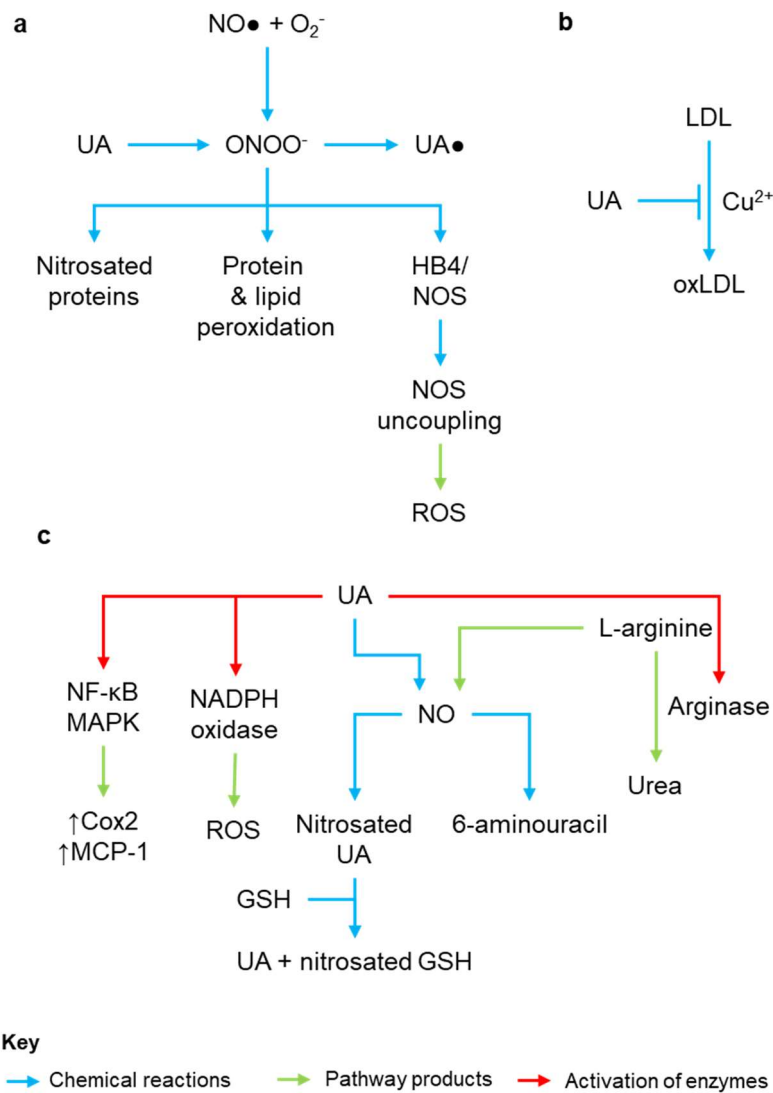 a
NO● + O₂⁻
UA
ONOO⁻
UA●
Nitrosated
proteins
Protein
& lipid
peroxidation
HB4/
NOS
NOS
uncoupling
ROS
b
LDL
UA
Cu²⁺
oxLDL
c
UA
L-arginine
NF-κB
MAPK
NADPH
oxidase
NO
Arginase
Urea
↑Cox2
↑MCP-1
ROS
Nitrosated
UA
6-aminouracil
GSH
UA + nitrosated GSH
Key
Chemical reactions
Pathway products
Activation of enzymes